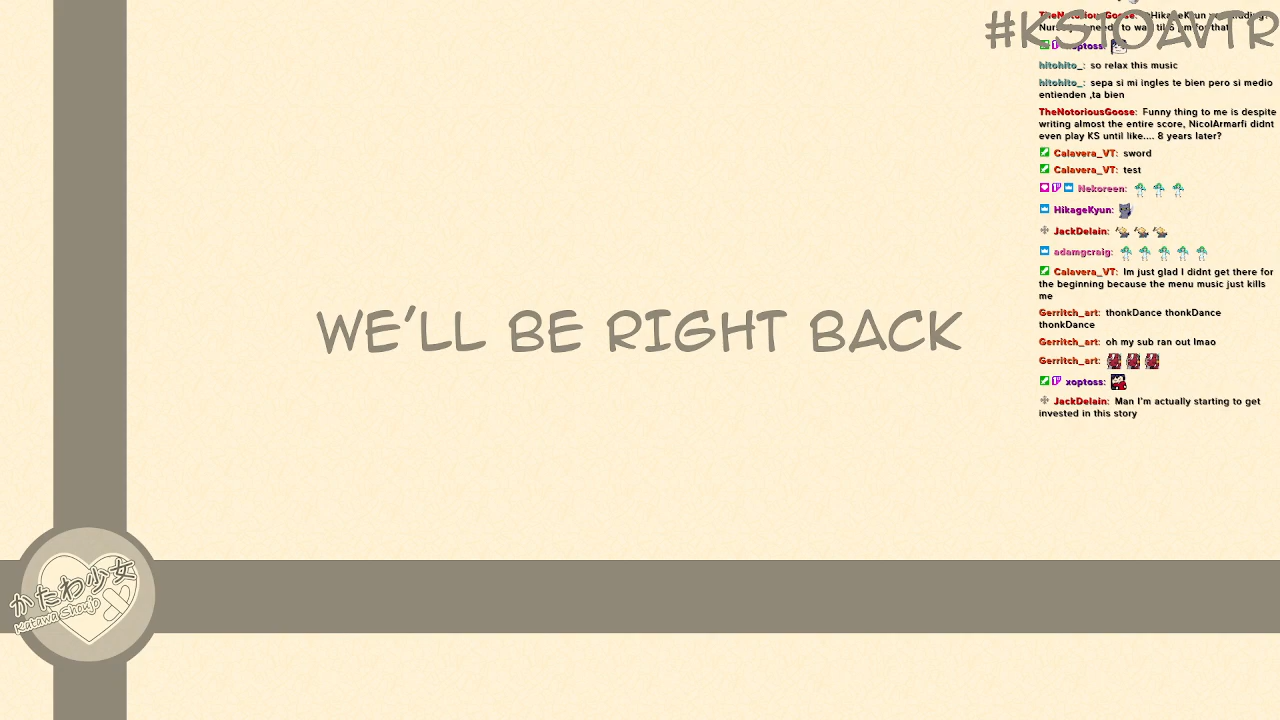 #KS10AVTR
TheNotoriousGoose:
hitohito_: so relax this music
hitohito_: sepa si mi ingles te bien pero si medio
entienden ,ta bien
TheNotoriousGoose: Funny thing to me is despite
writing almost the entire score, NicolArmarfi didnt
even play KS until like.... 8 years later?
Calavera_VT: sword
Calavera_VT: test
Nekoreen:
HikageKyun:
JackDelain:
adamgcraig:
Calavera_VT: Im just glad I didnt get there for
the beginning because the menu music just kills
me
Gerritch_art: thonkDance thonkDance
thonkDance
Gerritch_art: oh my sub ran out lmao
Gerritch_art:
xoptoss:
JackDelain: Man I'm actually starting to get
invested in this story
WE'LL BE RIGHT BACK
かたわ少女
Katawa Shoujo